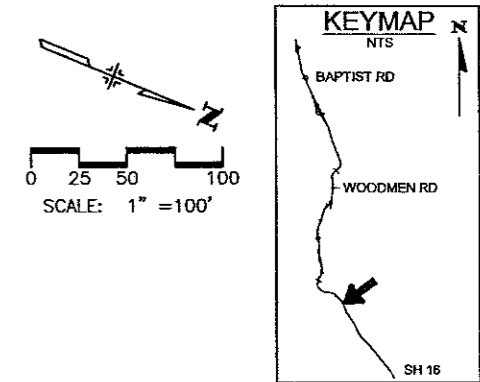 N
0 25 50 100
SCALE: 1" =100'
KEYMAP
N
NTS
BAPTIST RD
WOODMEN RD
SH 16